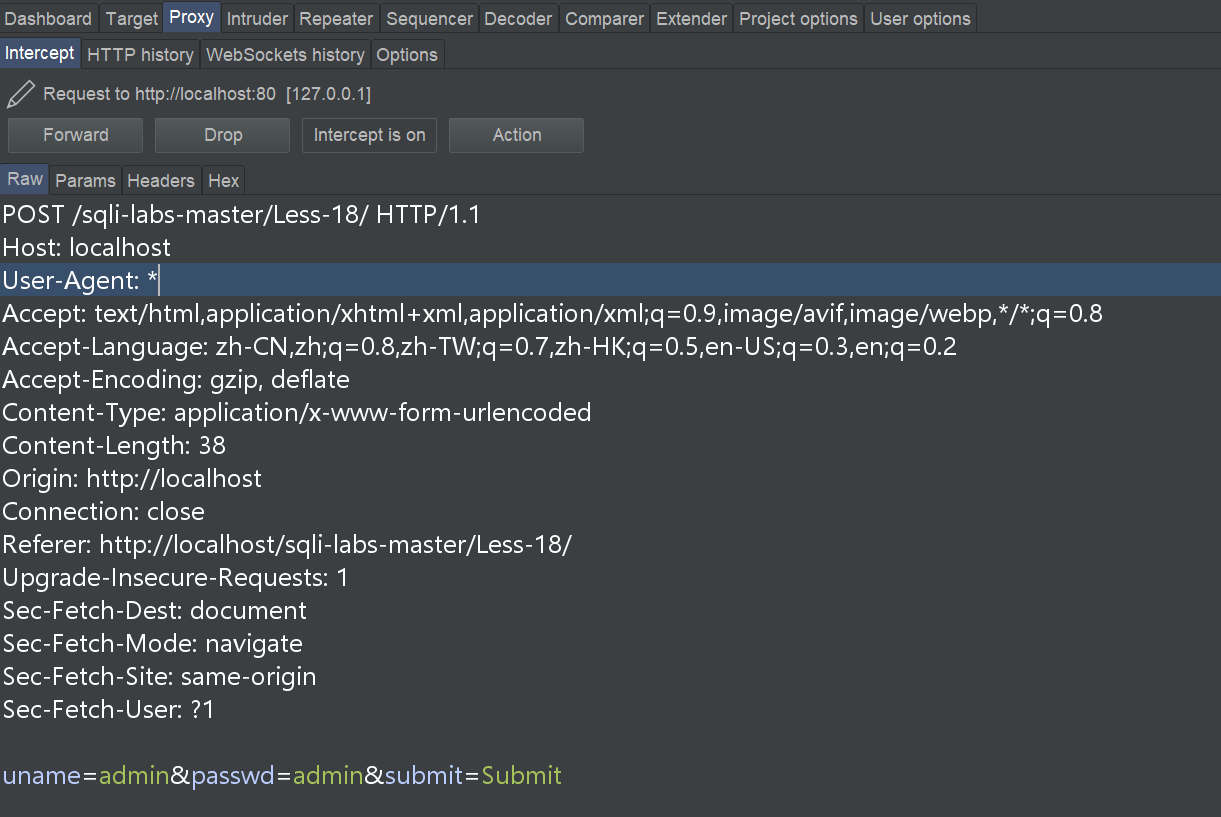 Dashboard Target Proxy Intruder Repeater Sequencer Decoder Comparer Extender Project options User options
Intercept HTTP history WebSockets history Options
Request to http://localhost:80 [127.0.0.1]
Forward Drop Intercept is on Action
Raw Params Headers Hex
POST /sqli-labs-master/Less-18/ HTTP/1.1
Host: localhost
User-Agent: *
Accept: text/html,application/xhtml+xml,application/xml;q=0.9,image/avif,image/webp,*/*;q=0.8
Accept-Language: zh-CN,zh;q=0.8,zh-TW;q=0.7,zh-HK;q=0.5,en-US;q=0.3,en;q=0.2
Accept-Encoding: gzip, deflate
Content-Type: application/x-www-form-urlencoded
Content-Length: 38
Origin: http://localhost
Connection: close
Referer: http://localhost/sqli-labs-master/Less-18/
Upgrade-Insecure-Requests: 1
Sec-Fetch-Dest: document
Sec-Fetch-Mode: navigate
Sec-Fetch-Site: same-origin
Sec-Fetch-User: ?1
uname=admin&passwd=admin&submit=Submit